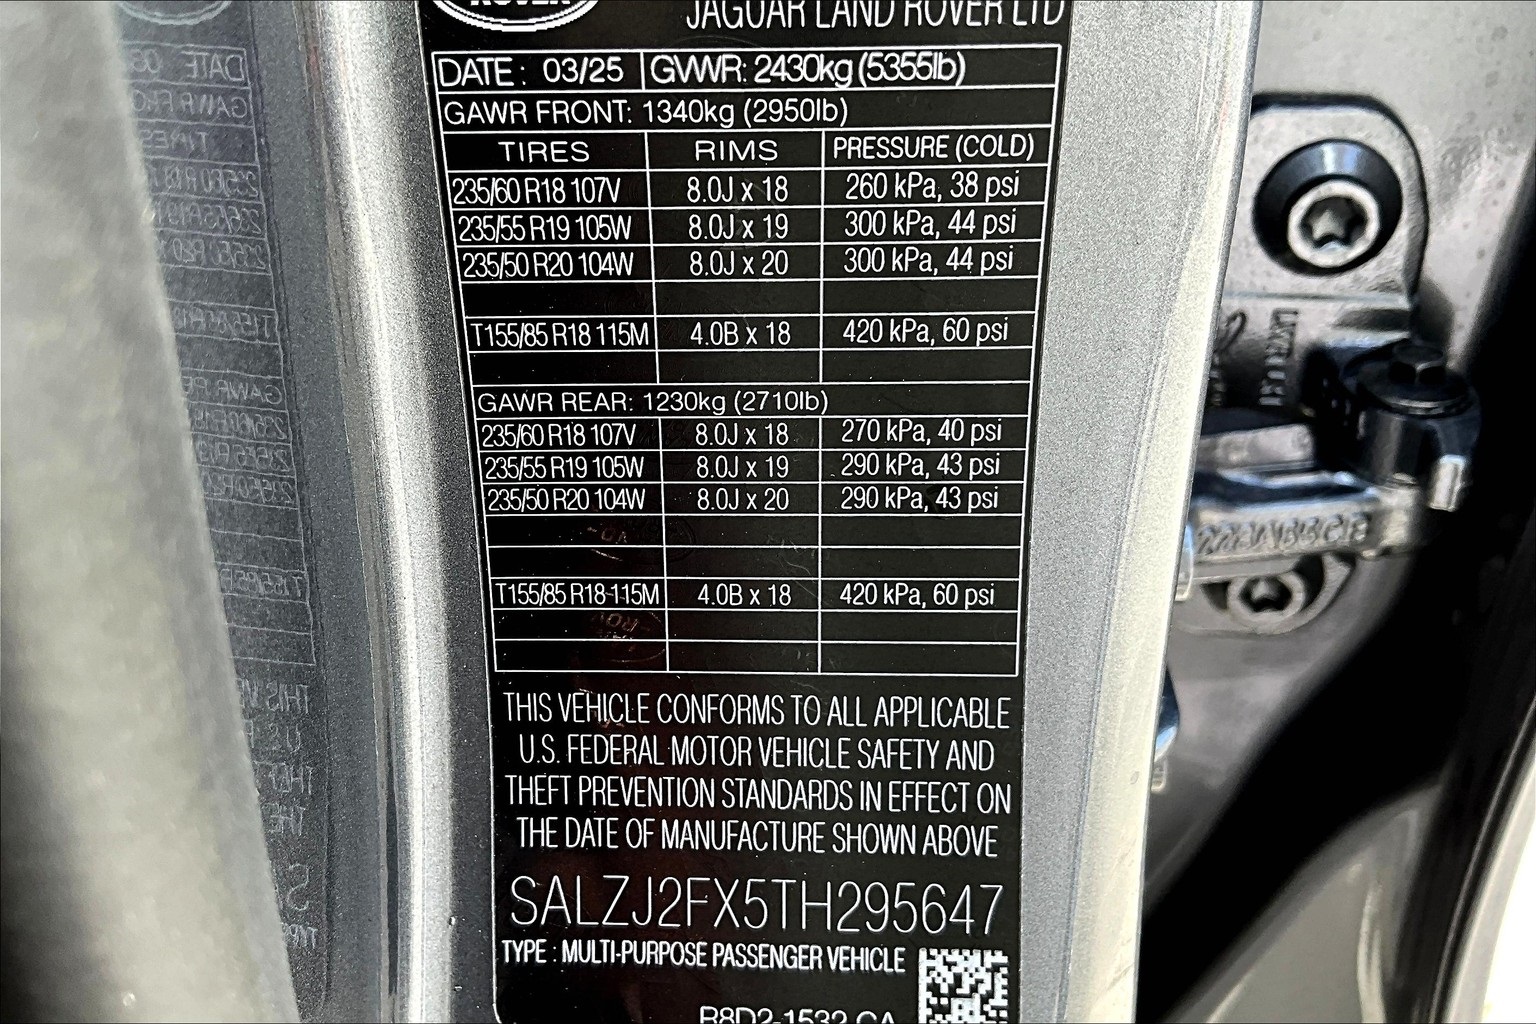 ROVER
JAGUAR LAND ROVER LTD
DATE: 03/25 GVWR: 2430kg (5355lb)
GAWR FRONT: 1340kg (2950lb)
TIRES RIMS PRESSURE (COLD)
235/60 R18 107V 8.0J x 18 260 kPa, 38 psi
235/55 R19 105W 8.0J x 19 300 kPa, 44 psi
235/50 R20 104W 8.0J x 20 300 kPa, 44 psi
T155/85 R18 115M 4.0B x 18 420 kPa, 60 psi
GAWR REAR: 1230kg (2710lb)
235/60 R18 107V 8.0J x 18 270 kPa, 40 psi
235/55 R19 105W 8.0J x 19 290 kPa, 43 psi
235/50 R20 104W 8.0J x 20 290 kPa, 43 psi
T155/85 R18 115M 4.0B x 18 420 kPa, 60 psi
THIS VEHICLE CONFORMS TO ALL APPLICABLE
U.S. FEDERAL MOTOR VEHICLE SAFETY AND
THEFT PREVENTION STANDARDS IN EFFECT ON
THE DATE OF MANUFACTURE SHOWN ABOVE
SALZJ2FX5TH295647
TYPE : MULTI-PURPOSE PASSENGER VEHICLE
R8D2-1532 CA